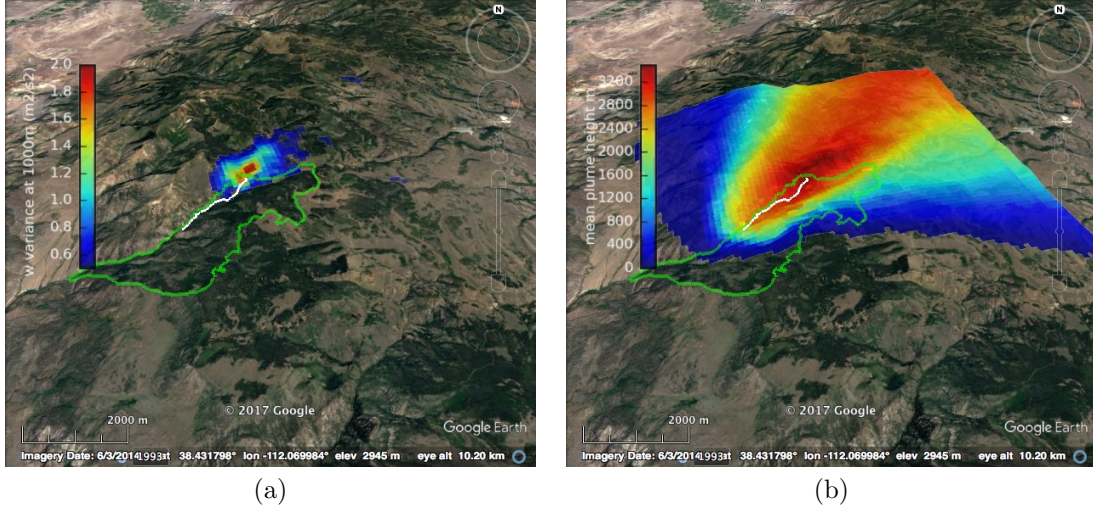 N
w variance at 1000m (m2/s2) -
2.0
1.8
1.6
1.4
1.2
1.0
0.8
0.6
2000 m
© 2017 Google
Google Earth
Imagery Date: 6/3/2014 1993 at 38.431798° lon -112.069984° elev 2945 m eye alt 10.20 km
(a)
N
mean plume height m
3200
2800
2400
2000
1600
1200
800
400
0
2000 m
© 2017 Google
Google Earth
Imagery Date: 6/3/2014 1993 at 38.431798° lon -112.069984° elev 2945 m eye alt 10.20 km
(b)